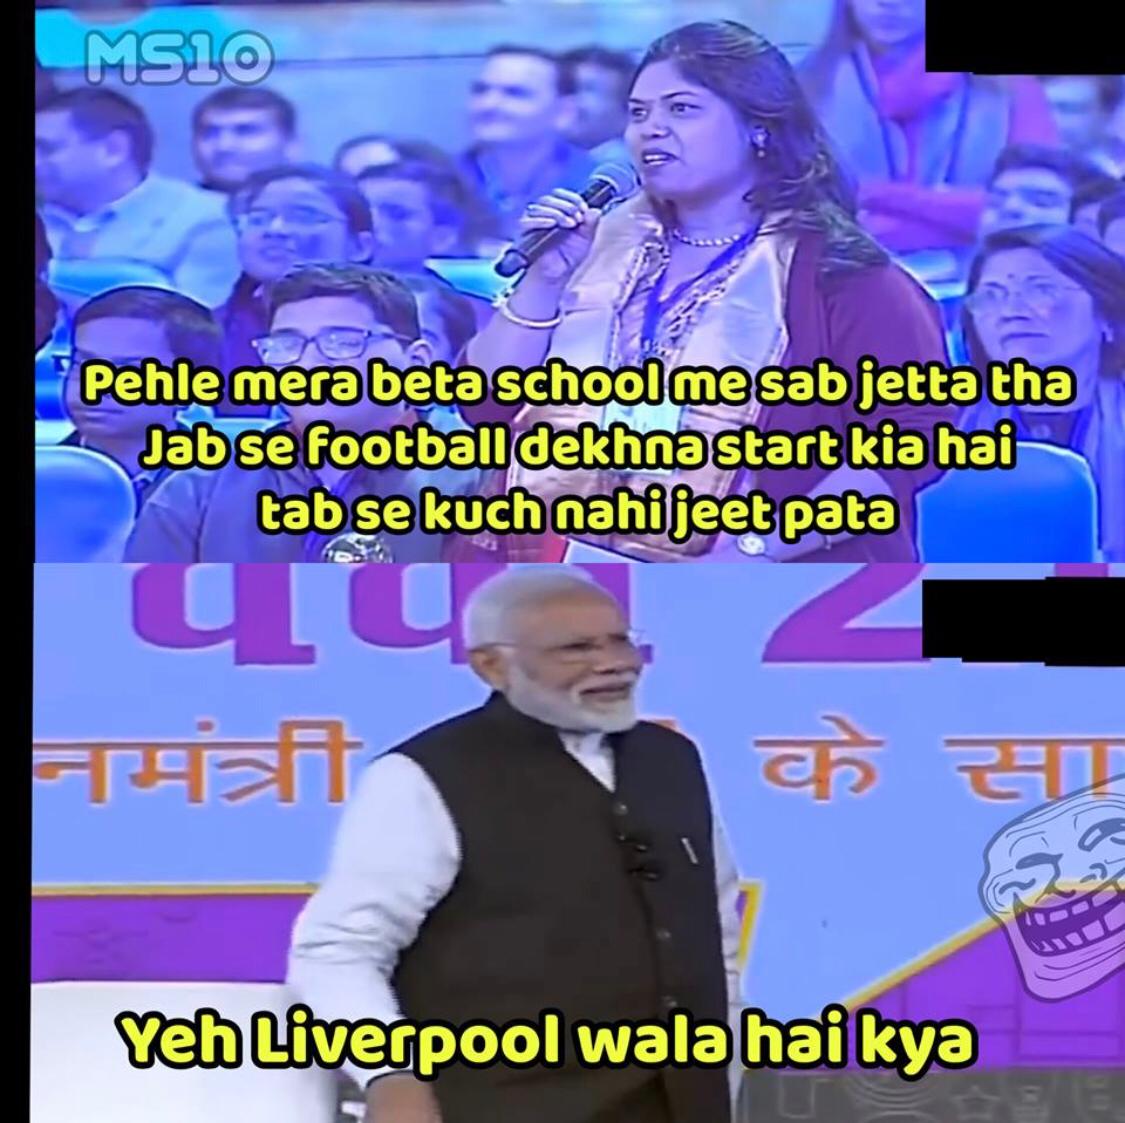 MS10
Pehle mera beta school me sab jetta tha
Jab se football dekhna start kia hai
tab se kuch nahi jeet pata
नमंत्री के सा
Yeh Liverpool wala hai kya